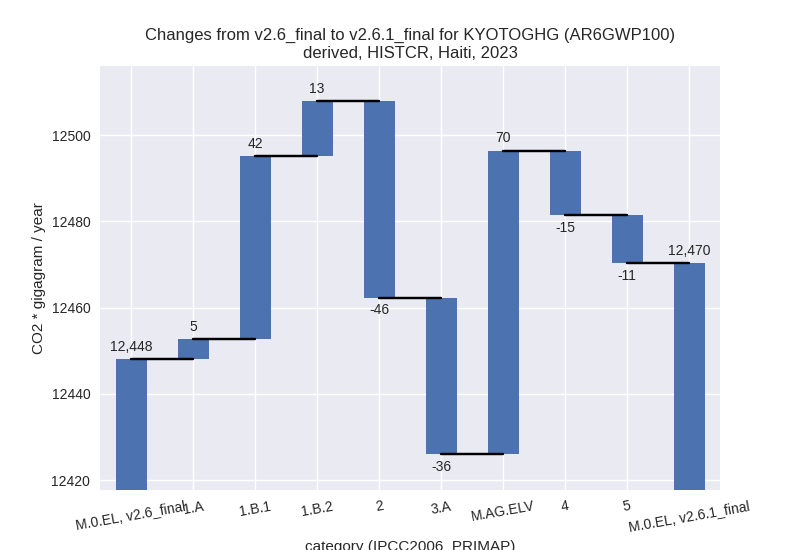 Changes from v2.6_final to v2.6.1_final for KYOTOGHG (AR6GWP100)
derived, HISTCR, Haiti, 2023
CO2 * gigagram / year
12500
12480
12460
12440
12420
12,448
5
42
13
-46
-36
70
-15
-11
12,470
M.0.EL, v2.6_final
1.A
1.B.1
1.B.2
2
3.A
M.AG.ELV
4
5
M.0.EL, v2.6.1_final
category (IPCC2006_PRIMAP)